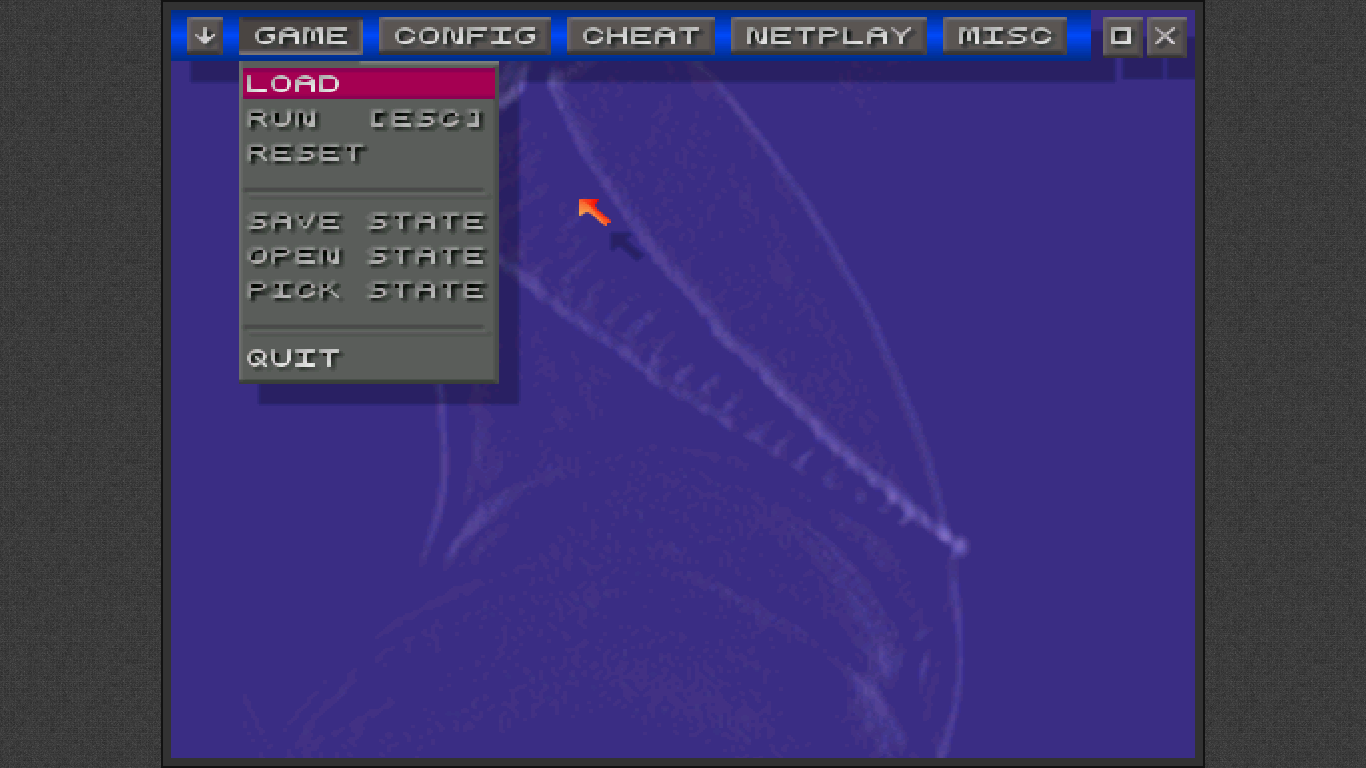 GAME CONFIG CHEAT NETPLAY MISC
LOAD
RUN [ESC]
RESET
SAVE STATE
OPEN STATE
PICK STATE
QUIT